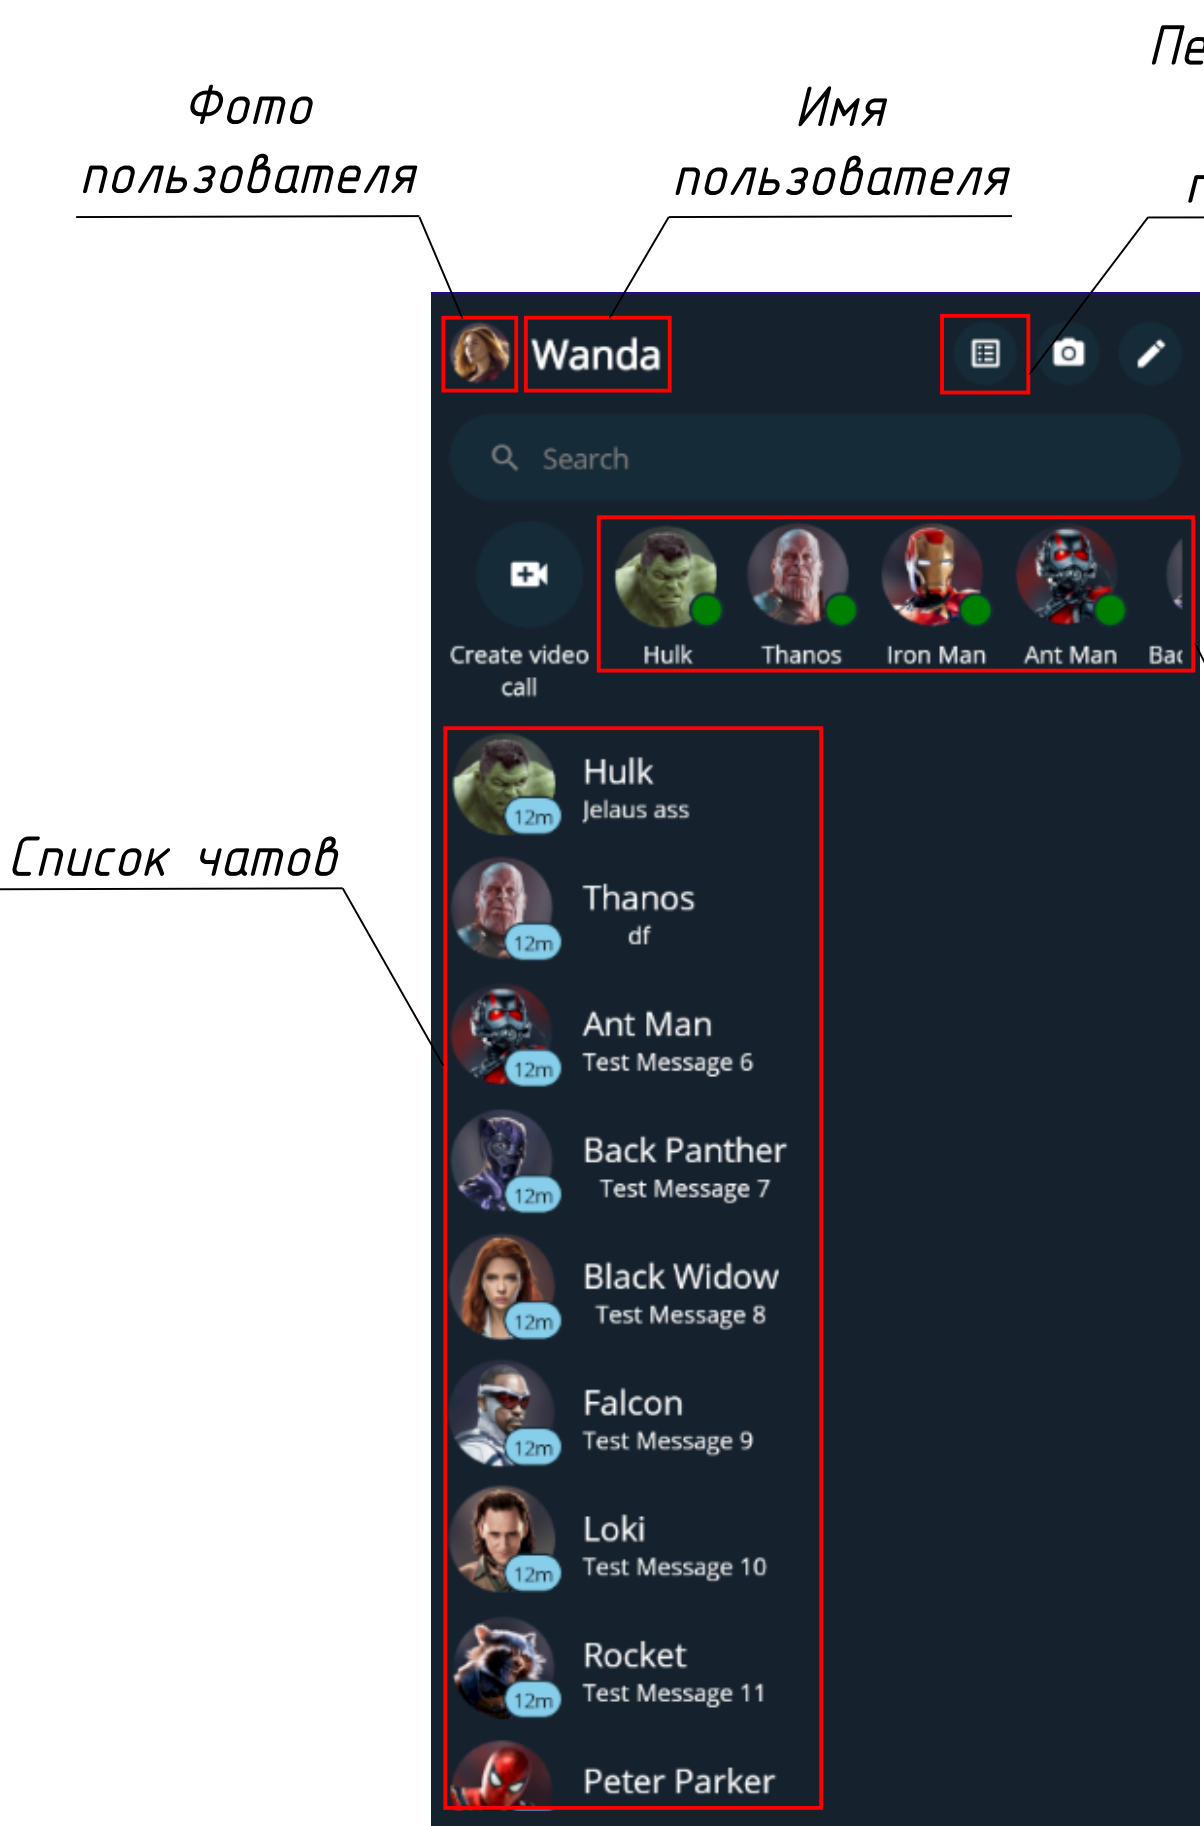 Фото
пользователя
Имя
пользователя
Wanda
Search
Create video
call
Hulk
Thanos
Iron Man
Ant Man
Список чатов
Hulk
Jelaus ass
12m
Thanos
df
12m
Ant Man
Test Message 6
12m
Back Panther
Test Message 7
12m
Black Widow
Test Message 8
12m
Falcon
Test Message 9
12m
Loki
Test Message 10
12m
Rocket
Test Message 11
12m
Peter Parker